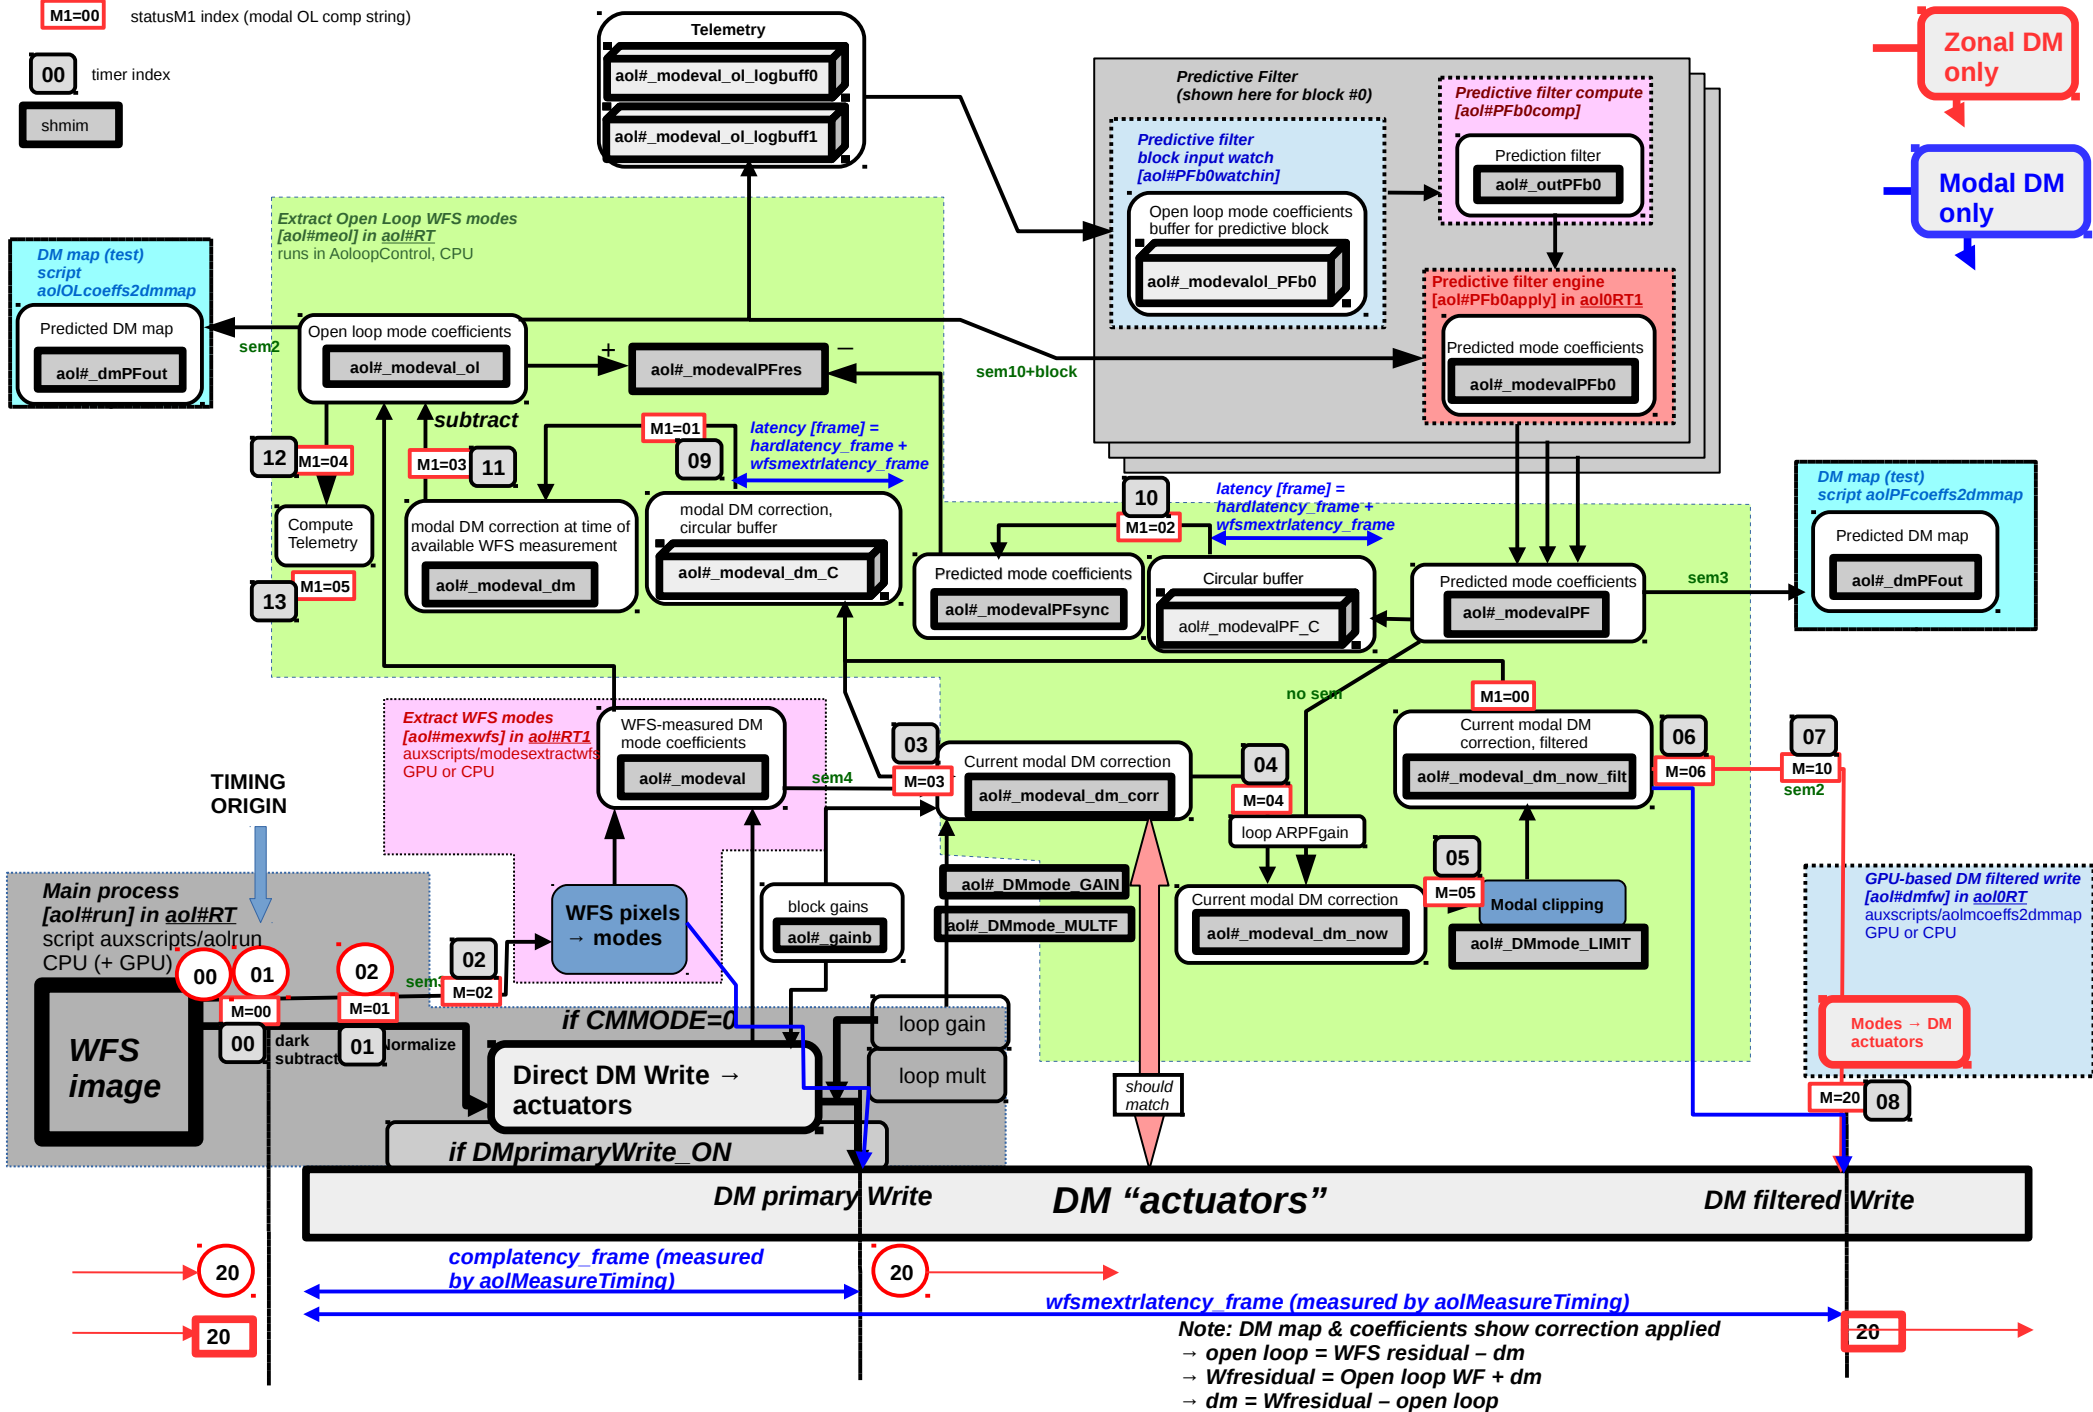 M1=00
statusM1 index (modal OL comp string)
00
timer index
shmim
Telemetry
aol#_modeval_ol_logbuff0
aol#_modeval_ol_logbuff1
Predictive Filter
(shown here for block #0)
Predictive filter compute
[aol#PFb0comp]
Prediction filter
aol#_outPFb0
Predictive filter
block input watch
[aol#PFb0watchin]
Open loop mode coefficients
buffer for predictive block
aol#_modevalol_PFb0
Predictive filter engine
[aol#PFb0apply] in aol0RT1
Predicted mode coefficients
aol#_modevalPFb0
Zonal DM
only
Modal DM
only
Extract Open Loop WFS modes
[aol#meol] in aol#RT
runs in AoloopControl, CPU
DM map (test)
script
aolOLcoeffs2dmmap
Predicted DM map
aol#_dmPFout
sem2
Open loop mode coefficients
aol#_modeval_ol
+
aol#_modevalPFres
–
sem10+block
subtract
12
M1=04
M1=03
11
M1=01
09
latency [frame] =
hardlatency_frame +
wfsmextrlatency_frame
Compute
Telemetry
13
M1=05
modal DM correction at time of
available WFS measurement
aol#_modeval_dm
modal DM correction,
circular buffer
aol#_modeval_dm_C
10
M1=02
latency [frame] =
hardlatency_frame +
wfsmextrlatency_frame
Predicted mode coefficients
aol#_modevalPFsync
Circular buffer
aol#_modevalPF_C
Predicted mode coefficients
aol#_modevalPF
sem3
DM map (test)
script aolPFcoeffs2dmmap
Predicted DM map
aol#_dmPFout
no sem
M1=00
Extract WFS modes
[aol#mexwfs] in aol#RT1
auxscripts/modesextractwfs
GPU or CPU
WFS-measured DM
mode coefficients
aol#_modeval
sem4
03
M=03
Current modal DM correction
aol#_modeval_dm_corr
04
M=04
loop ARPFgain
Current modal DM
correction, filtered
aol#_modeval_dm_now_filt
06
M=06
07
M=10
sem2
TIMING
ORIGIN
05
M=05
Modal clipping
aol#_DMmode_LIMIT
Current modal DM correction
aol#_modeval_dm_now
aol#_DMmode_GAIN
aol#_DMmode_MULTF
block gains
aol#_gainb
WFS pixels
→ modes
GPU-based DM filtered write
[aol#dmfw] in aol0RT
auxscripts/aolmcoeffs2dmmap
GPU or CPU
Modes → DM
actuators
M=20
08
Main process
[aol#run] in aol#RT
script auxscripts/aolrun
CPU (+ GPU)
00
01
02
sem3
02
M=02
M=00
M=01
00
dark
subtract
01
Normalize
WFS
image
if CMMODE=0
loop gain
loop mult
Direct DM Write →
actuators
if DMprimaryWrite_ON
should
match
DM primary Write
DM “actuators”
DM filtered Write
20
complatency_frame (measured
by aolMeasureTiming)
20
wfsmextrlatency_frame (measured by aolMeasureTiming)
20
20
Note: DM map & coefficients show correction applied
→ open loop = WFS residual – dm
→ Wfresidual = Open loop WF + dm
→ dm = Wfresidual – open loop